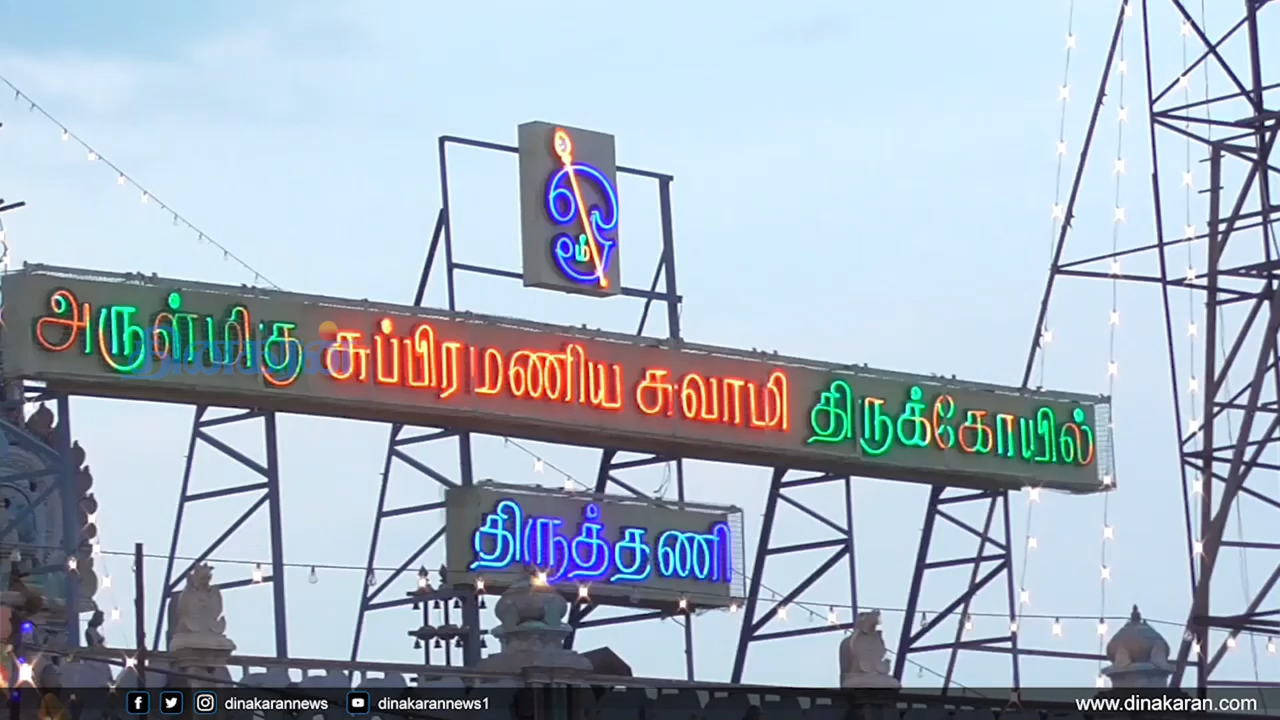 ஓம்
அருள்மிகு சுப்பிரமணிய சுவாமி திருக்கோயில்
திருத்தணி
dinakarannews dinakarannews1 www.dinakaran.com